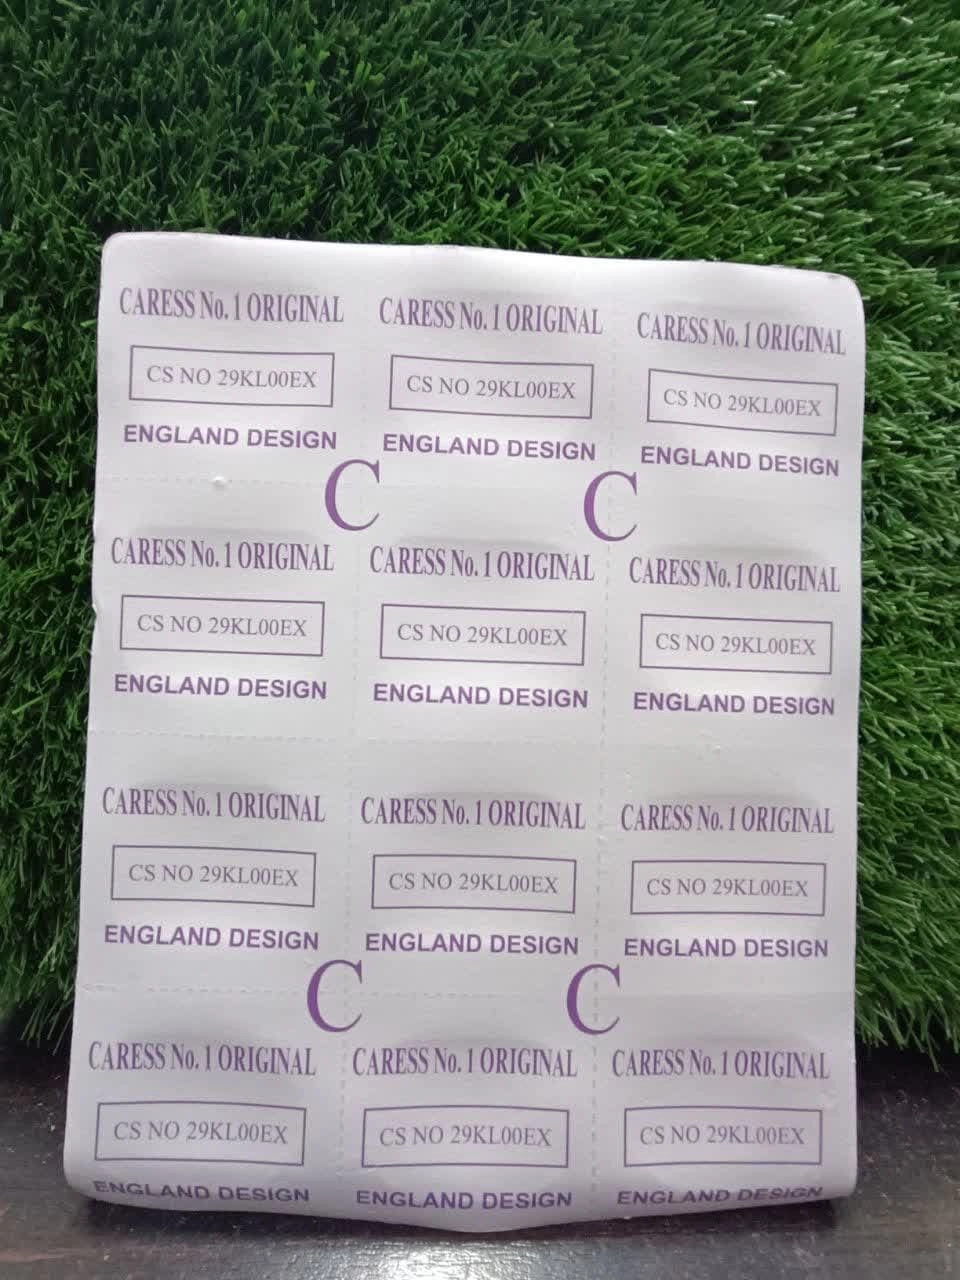 CARESS No. 1 ORIGINAL CARESS No. 1 ORIGINAL CARESS No. 1 ORIGINAL
CS NO 29KL00EX CS NO 29KL00EX CS NO 29KL00EX
ENGLAND DESIGN ENGLAND DESIGN ENGLAND DESIGN
C C
CARESS No. 1 ORIGINAL CARESS No. 1 ORIGINAL CARESS No. 1 ORIGINAL
CS NO 29KL00EX CS NO 29KL00EX CS NO 29KL00EX
ENGLAND DESIGN ENGLAND DESIGN ENGLAND DESIGN
CARESS No. 1 ORIGINAL CARESS No. 1 ORIGINAL CARESS No. 1 ORIGINAL
CS NO 29KL00EX CS NO 29KL00EX CS NO 29KL00EX
ENGLAND DESIGN ENGLAND DESIGN ENGLAND DESIGN
C C
CARESS No. 1 ORIGINAL CARESS No. 1 ORIGINAL CARESS No. 1 ORIGINAL
CS NO 29KL00EX CS NO 29KL00EX CS NO 29KL00EX
ENGLAND DESIGN ENGLAND DESIGN ENGLAND DESIGN